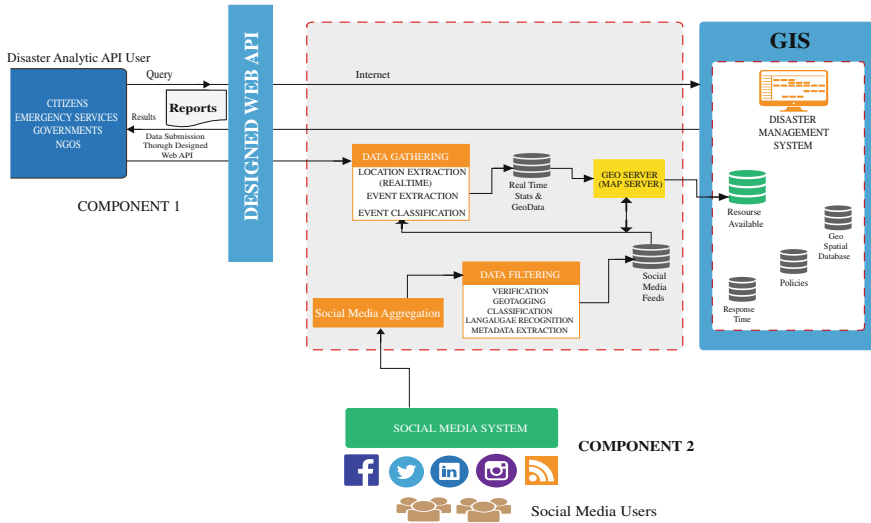 Disaster Analytic API User
CITIZENS
EMERGENCY SERVICES
GOVERNMENTS
NGOS
COMPONENT 1
Query
Reports
Results
Data Submission
Thorugh Designed
Web API
DESIGNED WEB API
Internet
DATA GATHERING
LOCATION EXTRACTION
(REALTIME)
EVENT EXTRACTION
EVENT CLASSIFICATION
Real Time
Stats &
GeoData
GEO SERVER
(MAP SERVER)
Social Media Aggregation
DATA FILTERING
VERIFICATION
GEOTAGGING
CLASSIFICATION
LANGAUGAE RECOGNITION
METADATA EXTRACTION
Social
Media
Feeds
GIS
DISASTER
MANAGEMENT
SYSTEM
Resourse
Available
Geo
Spatial
Database
Policies
Response
Time
SOCIAL MEDIA SYSTEM
COMPONENT 2
f
in
Social Media Users